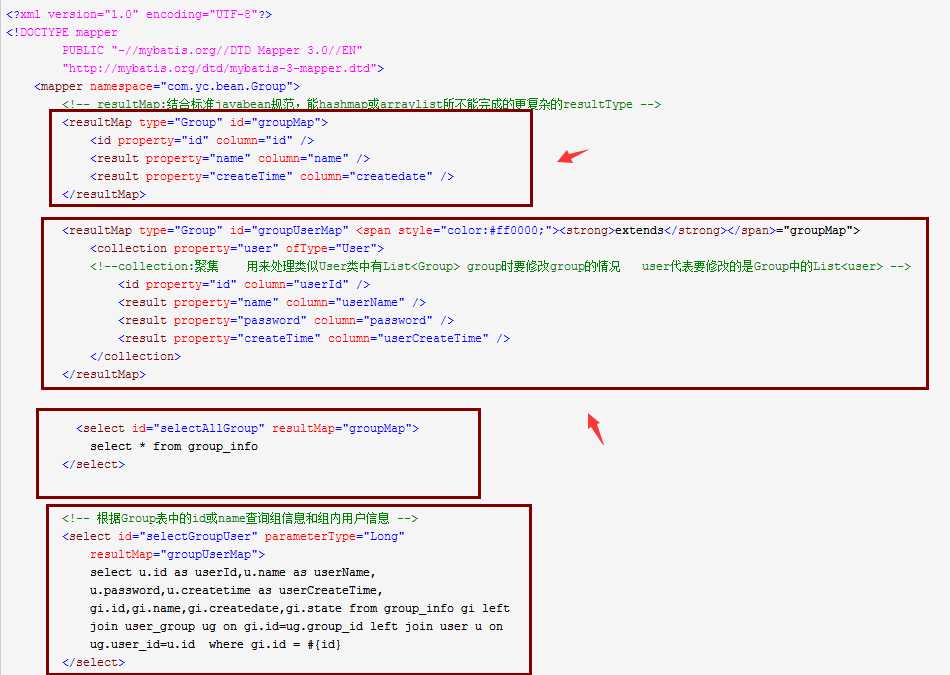 <?xml version="1.0" encoding="UTF-8"?>
<!DOCTYPE mapper
PUBLIC "-//mybatis.org//DTD Mapper 3.0//EN"
"http://mybatis.org/dtd/mybatis-3-mapper.dtd">
<mapper namespace="com.yc.bean.Group">
<!-- resultMap:结合标准javabean规范，能hashmap或arraylist所不能完成的更复杂的resultType -->
<resultMap type="Group" id="groupMap">
<id property="id" column="id" />
<result property="name" column="name" />
<result property="createTime" column="createdate" />
</resultMap>
<resultMap type="Group" id="groupUserMap" <span style="color:#ff0000;"><strong>extends</strong></span>="groupMap">
<collection property="user" ofType="User">
<!--collection:聚集    用来处理类似User类中有List<Group> group时要修改group的情况   user代表要修改的是Group中的List<user> -->
<id property="id" column="userId" />
<result property="name" column="userName" />
<result property="password" column="password" />
<result property="createTime" column="userCreateTime" />
</collection>
</resultMap>
<select id="selectAllGroup" resultMap="groupMap">
select * from group_info
</select>
<!-- 根据Group表中的id或name查询组信息和组内用户信息 -->
<select id="selectGroupUser" parameterType="Long"
resultMap="groupUserMap">
select u.id as userId,u.name as userName,
u.password,u.createtime as userCreateTime,
gi.id,gi.name,gi.createdate,gi.state from group_info gi left
join user_group ug on gi.id=ug.group_id left join user u on
ug.user_id=u.id  where gi.id = #{id}
</select>